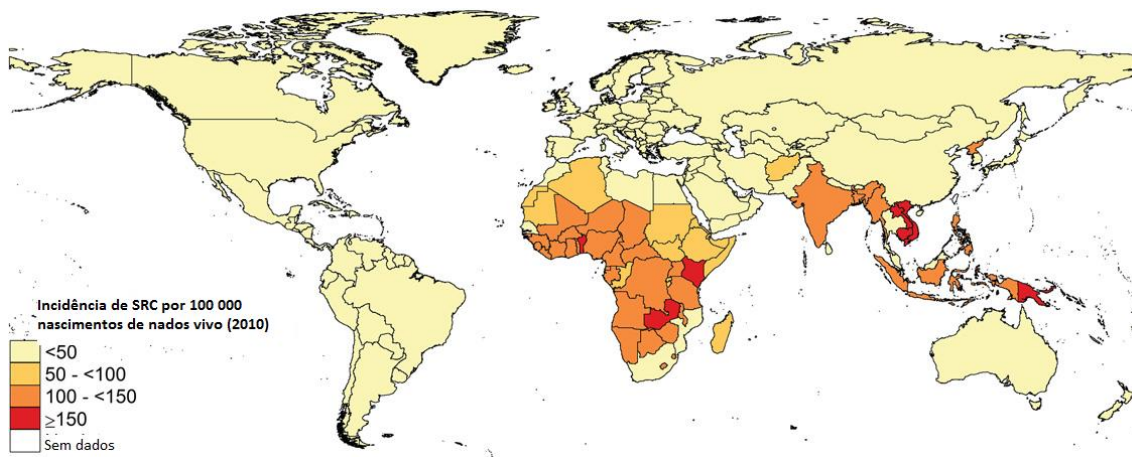 Incidência de SRC por 100 000
nascimentos de nados vivo (2010)
<50
50 - <100
100 - <150
≥150
Sem dados